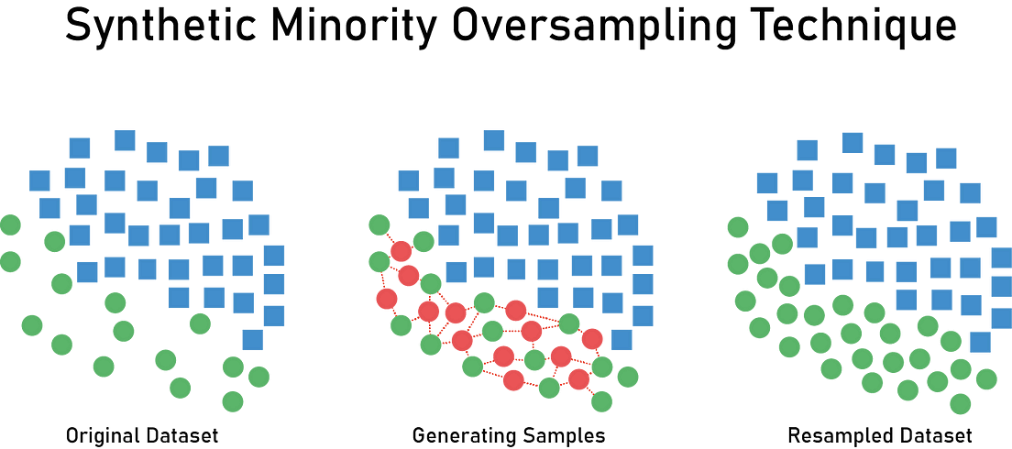 Synthetic Minority Oversampling Technique
Original Dataset
Generating Samples
Resampled Dataset